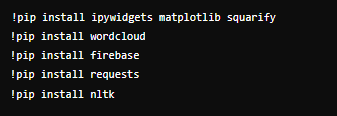 !pip install ipywidgets matplotlib squarify
!pip install wordcloud
!pip install firebase
!pip install requests
!pip install nltk